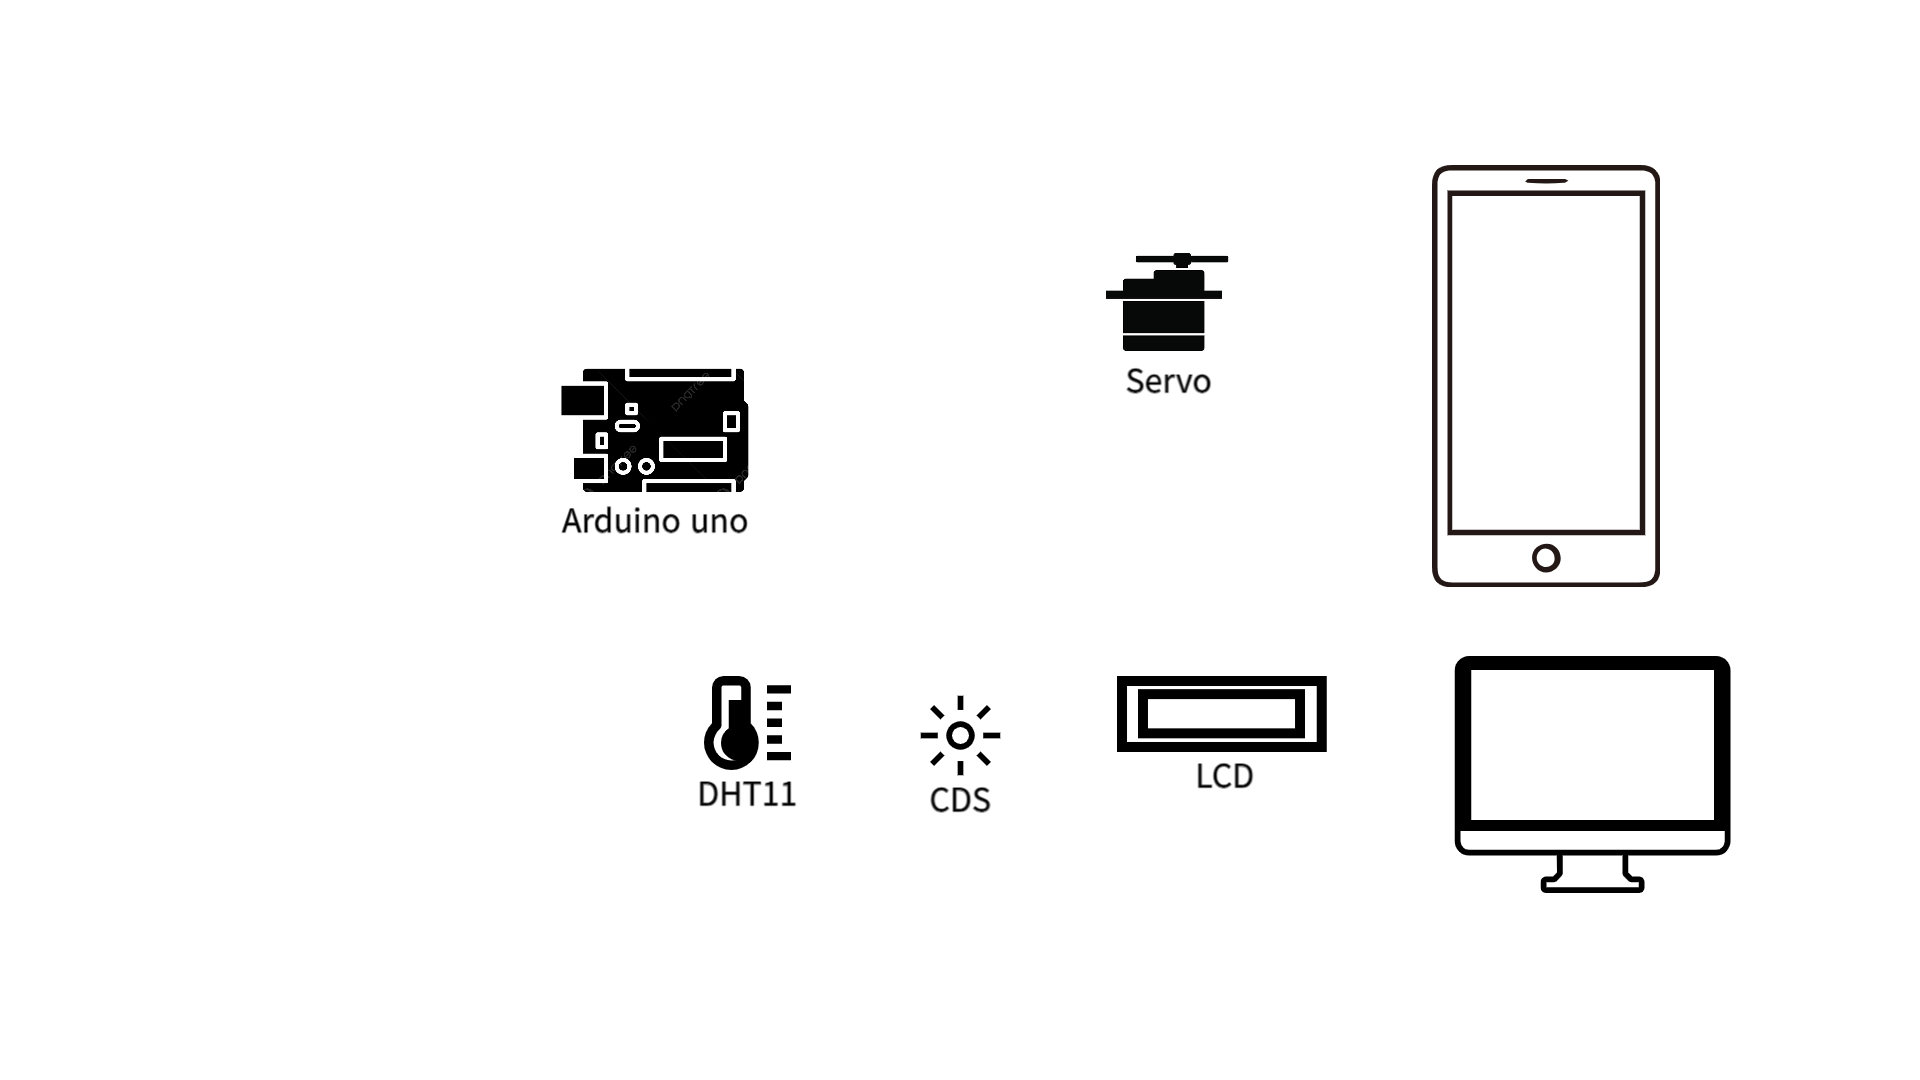 Servo
Arduino uno
DHT11
CDS
LCD